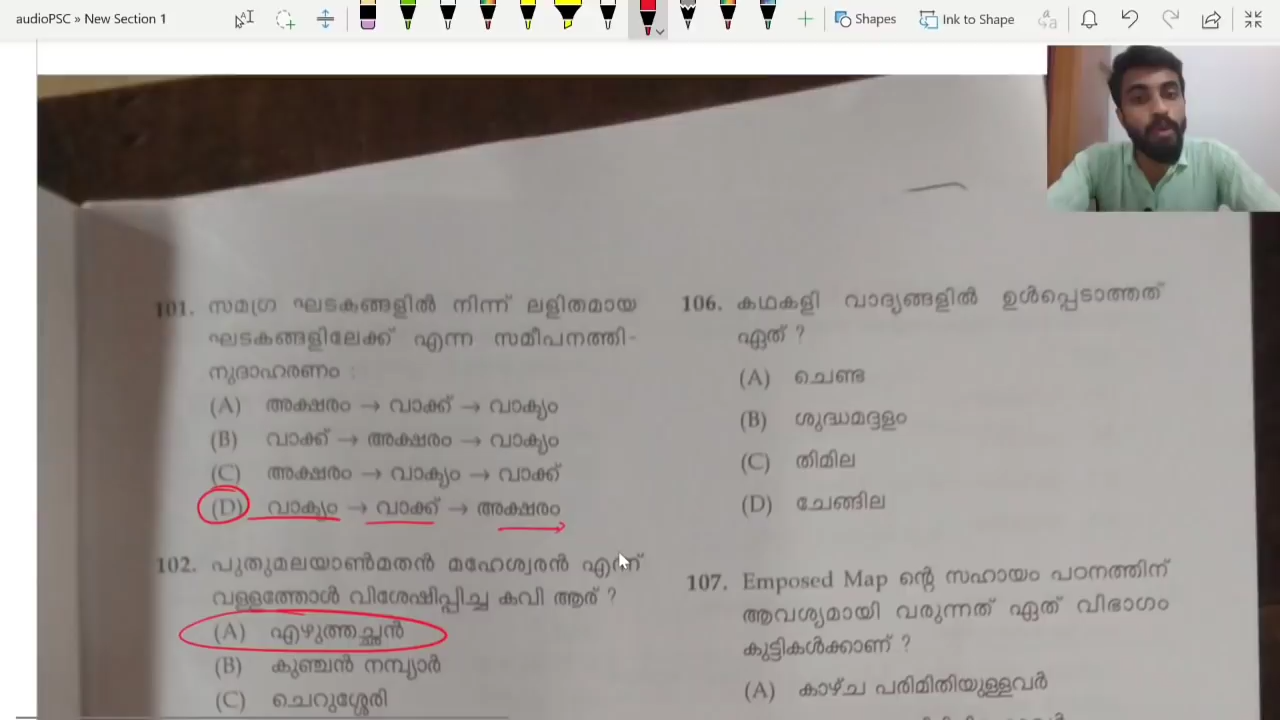 audioPSC » New Section 1
Shapes
Ink to Shape
101. സമഗ്ര ഘടകങ്ങളിൽ നിന്ന് ലളിതമായ
ഘടകങ്ങളിലേക്ക് എന്ന സമീപനത്തി-
നുദാഹരണം :
(A) അക്ഷരം → വാക്ക് → വാക്യം
(B) വാക്ക് → അക്ഷരം → വാക്യം
(C) അക്ഷരം → വാക്യം → വാക്ക്
(D) വാക്യം → വാക്ക് → അക്ഷരം
102. പുതുമലയാൺമതൻ മഹേശ്വരൻ എന്ന്
വള്ളത്തോൾ വിശേഷിപ്പിച്ച കവി ആര് ?
(A) എഴുത്തച്ഛൻ
(B) കുഞ്ചൻ നമ്പ്യാർ
(C) ചെറുശ്ശേരി
106. കഥകളി വാദ്യങ്ങളിൽ ഉൾപ്പെടാത്തത്
ഏത് ?
(A) ചെണ്ട
(B) ശുദ്ധമദ്ദളം
(C) തിമില
(D) ചേങ്ങില
107. Emposed Map ന്റെ സഹായം പഠനത്തിന്
ആവശ്യമായി വരുന്നത് ഏത് വിഭാഗം
കുട്ടികൾക്കാണ് ?
(A) കാഴ്ച പരിമിതിയുള്ളവർ